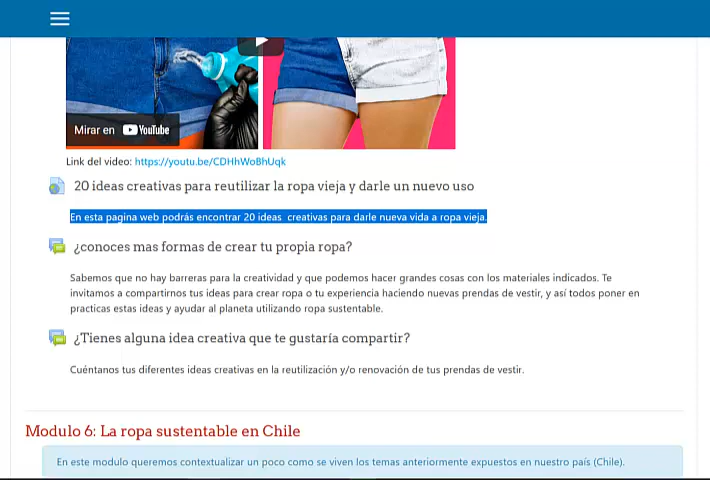 Mirar en YouTube
Link del video: https://youtu.be/CDHhWoBhUqk
20 ideas creativas para reutilizar la ropa vieja y darle un nuevo uso
En esta pagina web podrás encontrar 20 ideas creativas para darle nueva vida a ropa vieja.
¿conoces mas formas de crear tu propia ropa?
Sabemos que no hay barreras para la creatividad y que podemos hacer grandes cosas con los materiales indicados. Te
invitamos a compartirnos tus ideas para crear ropa o tu experiencia haciendo nuevas prendas de vestir, y así todos poner en
practicas estas ideas y ayudar al planeta utilizando ropa sustentable.
¿Tienes alguna idea creativa que te gustaría compartir?
Cuéntanos tus diferentes ideas creativas en la reutilización y/o renovación de tus prendas de vestir.
Modulo 6: La ropa sustentable en Chile
En este modulo queremos contextualizar un poco como se viven los temas anteriormente expuestos en nuestro país (Chile).